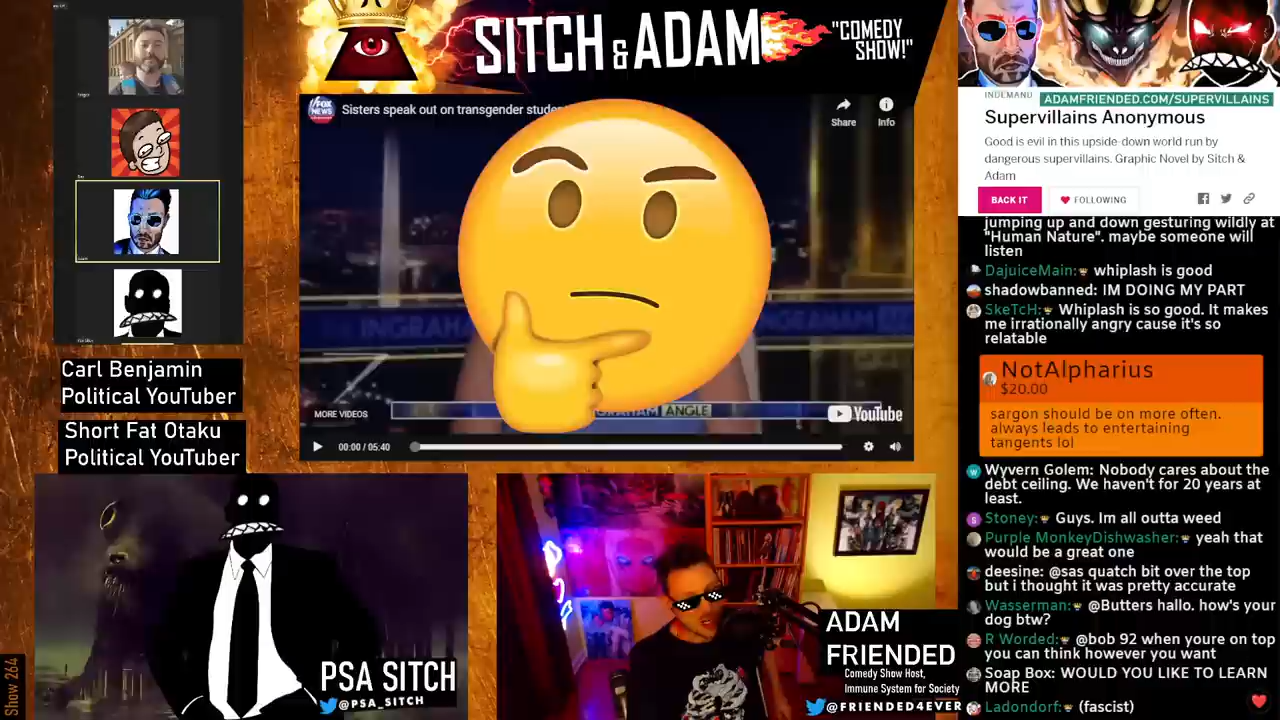 SITCH & ADAM
"COMEDY
SHOW!"
FOX
NEWS
Sisters speak out on transgender
Share
Info
INGRAHAM ANGLE
MORE VIDEOS
YouTube
00:00 / 05:40
Carl Benjamin
Political YouTuber
Short Fat Otaku
Political YouTuber
PSA SITCH
@PSA_SITCH
ADAM
FRIENDED
Comedy Show Host,
Immune System for Society
@FRIENDED4EVER
Show 264
INDEMAND
ADAMFRIENDED.COM/SUPERVILLAINS
Supervillains Anonymous
Good is evil in this upside-down world run by
dangerous supervillains. Graphic Novel by Sitch &
Adam
BACK IT
FOLLOWING
jumping up and down gesturing wildly at
"Human Nature". maybe someone will
listen
DajuiceMain: whiplash is good
shadowbanned: IM DOING MY PART
SkeTcH: Whiplash is so good. It makes
me irrationally angry cause it's so
relatable
NotAlpharius
$20.00
sargon should be on more often.
always leads to entertaining
tangents lol
Wyvern Golem: Nobody cares about the
debt ceiling. We haven't for 20 years at
least.
Stoney: Guys. Im all outta weed
Purple MonkeyDishwasher: yeah that
would be a great one
deesine: @sas quatch bit over the top
but i thought it was pretty accurate
Wasserman: @Butters hallo. how's your
dog btw?
R Worded: @bob 92 when youre on top
you can think however you want
Soap Box: WOULD YOU LIKE TO LEARN
MORE
Ladondorf: (fascist)